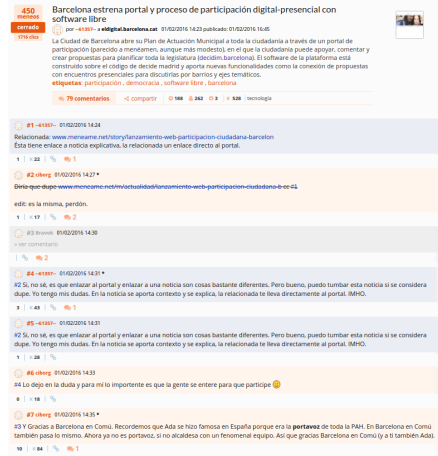 450
meneos
cerrado
1716 clics
Barcelona estrena portal y proceso de participación digital-presencial con
software libre
por --61357-- a eldigital.barcelona.cat 01/02/2016 14:23 publicado: 01/02/2016 16:45
La Ciudad de Barcelona abre su Plan de Actuación Municipal a toda la ciudadanía a través de un portal de
participación (parecido a menéamen, aunque más modesto), en el que la ciudadanía puede apoyar, comentar y
crear propuestas para planificar toda la legislatura (decidim.barcelona). El software de la plataforma está
construido sobre el código de decide madrid y aporta nuevas funcionalidades como la conexión de propuestas
con encuentros presenciales para discutirlas por barrios y ejes temáticos.
etiquetas: participation , democracia , software libre , barcelona
79 comentarios compartir 188 262 3 K 526 tecnología
#1 --61357-- 01/02/2016 14:24
Relacionada: www.meneame.net/story/lanzamiento-web-participacion-ciudadana-barcelon
Ésta tiene enlace a noticia explicativa, la relacionada un enlace directo al portal.
1 K 22 1
#2 ciborg 01/02/2016 14:27 *
Diría que dupe www.meneame.net/m/actualidad/lanzamiento-web-participacion-ciudadana-b cc #1
edit: es la misma, perdón.
1 K 17 2
#3 Bromik 01/02/2016 14:30
» ver comentario
2
#4 --61357-- 01/02/2016 14:31 *
#2 Si, no sé, es que enlazar al portal y enlazar a una noticia son cosas bastante diferentes. Pero bueno, puedo tumbar esta noticia si se considera
dupe. Yo tengo mis dudas. En la noticia se aporta contexto y se explica, la relacionada te lleva directamente al portal. IMHO.
3 K 43 1
#5 --61357-- 01/02/2016 14:31
#2 Si, no sé, es que enlazar al portal y enlazar a una noticia son cosas bastante diferentes. Pero bueno, puedo tumbar esta noticia si se considera
dupe. Yo tengo mis dudas. En la noticia se aporta contexto y se explica, la relacionada te lleva directamente al portal. IMHO.
1 K 28
#6 ciborg 01/02/2016 14:33
#4 Lo dejo en la duda y para mí lo importente es que la gente se entere para que participe
0 K 18
#7 ciborg 01/02/2016 14:35 *
#3 Y Gracias a Barcelona en Comú. Recordemos que Ada se hizo famosa en España porque era la portavoz de toda la PAH. En Barcelona en Comú
también pasa lo mismo. Ahora ya no es portavoz, si no alcaldesa con un fenomenal equipo. Así que gracias Barcelona en Comú (y a ti también Ada).
10 K 84 1